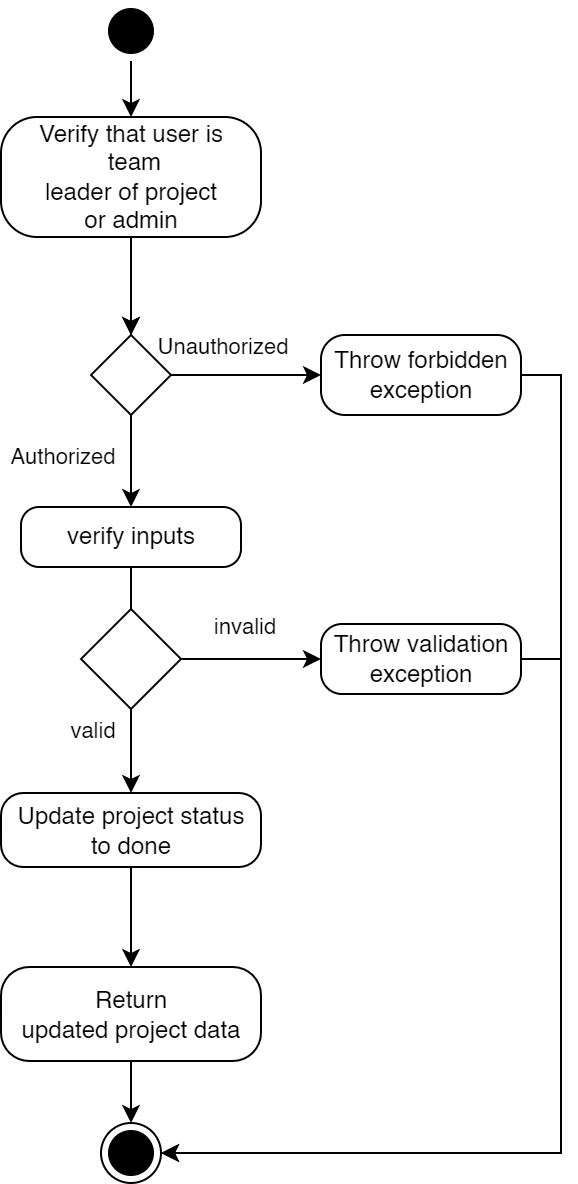 Verify that user is
team
leader of project
or admin
Unauthorized
Throw forbidden
exception
Authorized
verify inputs
invalid
Throw validation
exception
valid
Update project status
to done
Return
updated project data